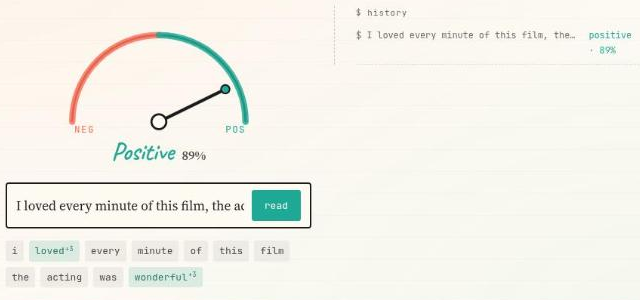 NEG POS
Positive 89%
I loved every minute of this film, the ac
read
i loved+3 every minute of this film
the acting was wonderful+3
$ history
$ I loved every minute of this film, the… positive
· 89%